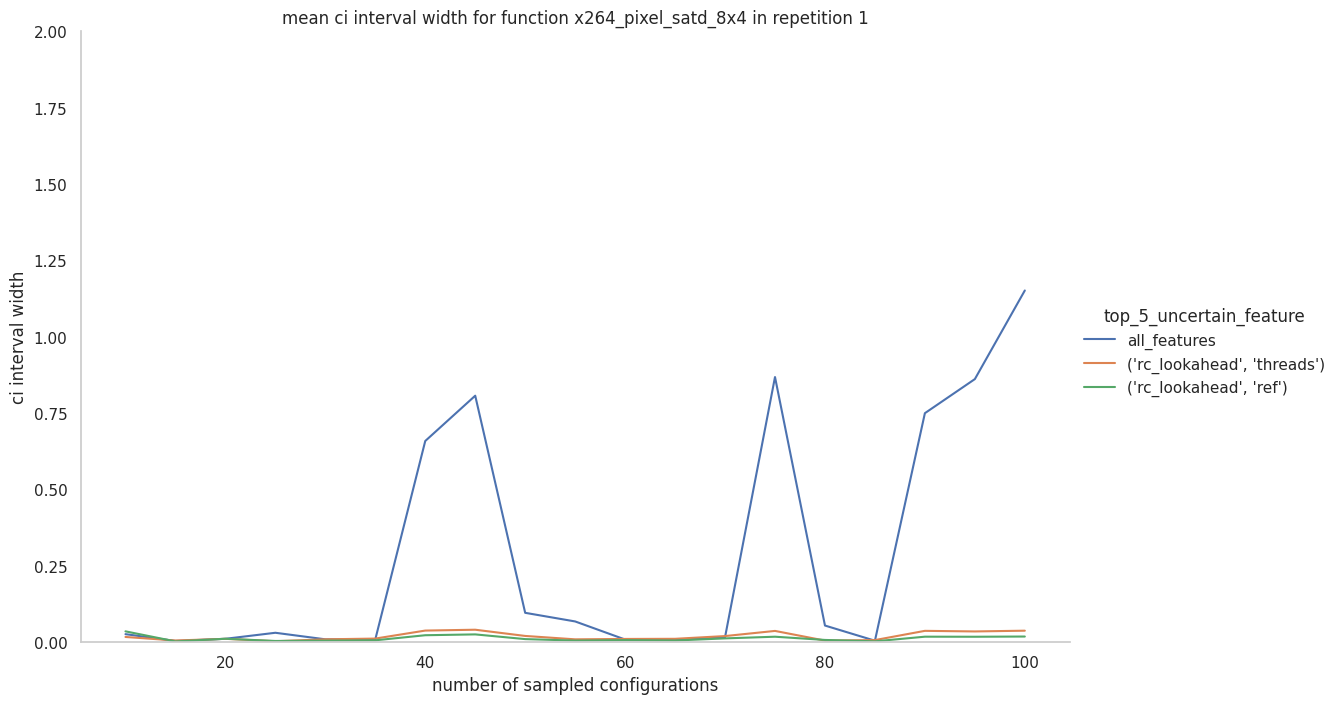 mean ci interval width for function x264_pixel_satd_8x4 in repetition 1
2.00
1.75
1.50
1.25
1.00
0.75
0.50
0.25
0.00
ci interval width
20
40
60
80
100
number of sampled configurations
top_5_uncertain_feature
all_features
('rc_lookahead', 'threads')
('rc_lookahead', 'ref')